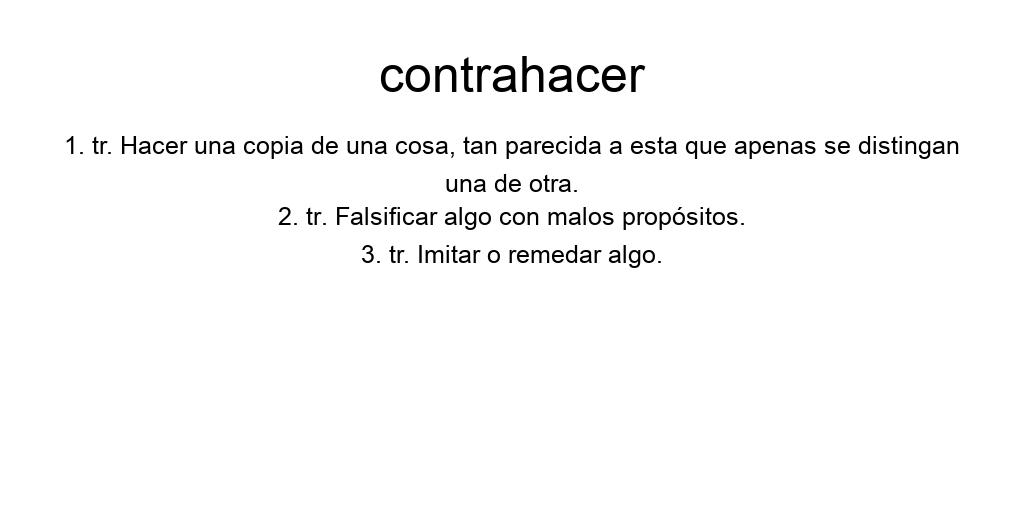 contrahacer
1. tr. Hacer una copia de una cosa, tan parecida a esta que apenas se distingan
una de otra.
2. tr. Falsificar algo con malos propósitos.
3. tr. Imitar o remedar algo.